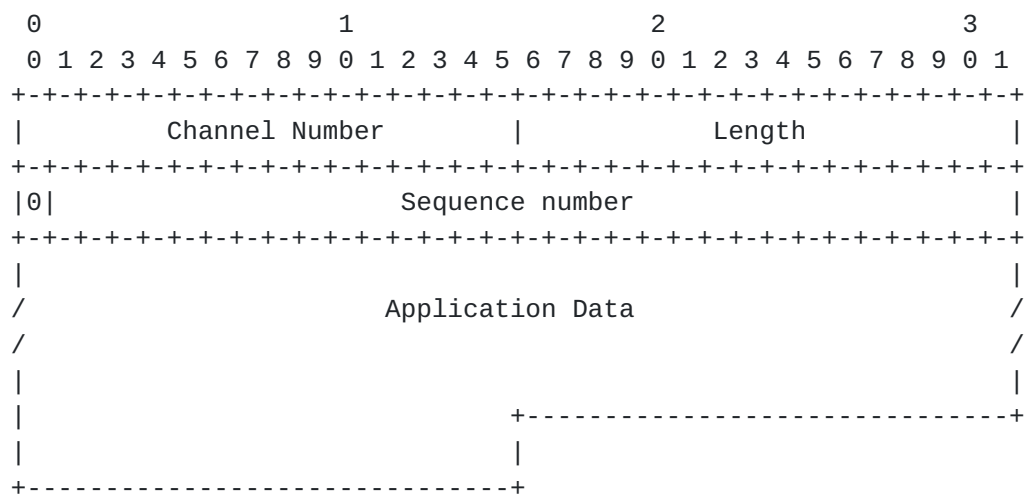 0                   1                   2                   3
 0 1 2 3 4 5 6 7 8 9 0 1 2 3 4 5 6 7 8 9 0 1 2 3 4 5 6 7 8 9 0 1
+-+-+-+-+-+-+-+-+-+-+-+-+-+-+-+-+-+-+-+-+-+-+-+-+-+-+-+-+-+-+-+-+
|         Channel Number        |            Length             |
+-+-+-+-+-+-+-+-+-+-+-+-+-+-+-+-+-+-+-+-+-+-+-+-+-+-+-+-+-+-+-+-+
|0|                      Sequence number                        |
+-+-+-+-+-+-+-+-+-+-+-+-+-+-+-+-+-+-+-+-+-+-+-+-+-+-+-+-+-+-+-+-+
|                                                               |
/                       Application Data                        /
/                                                               /
|                                                               |
|                               +-------------------------------+
|                               |
+-------------------------------+